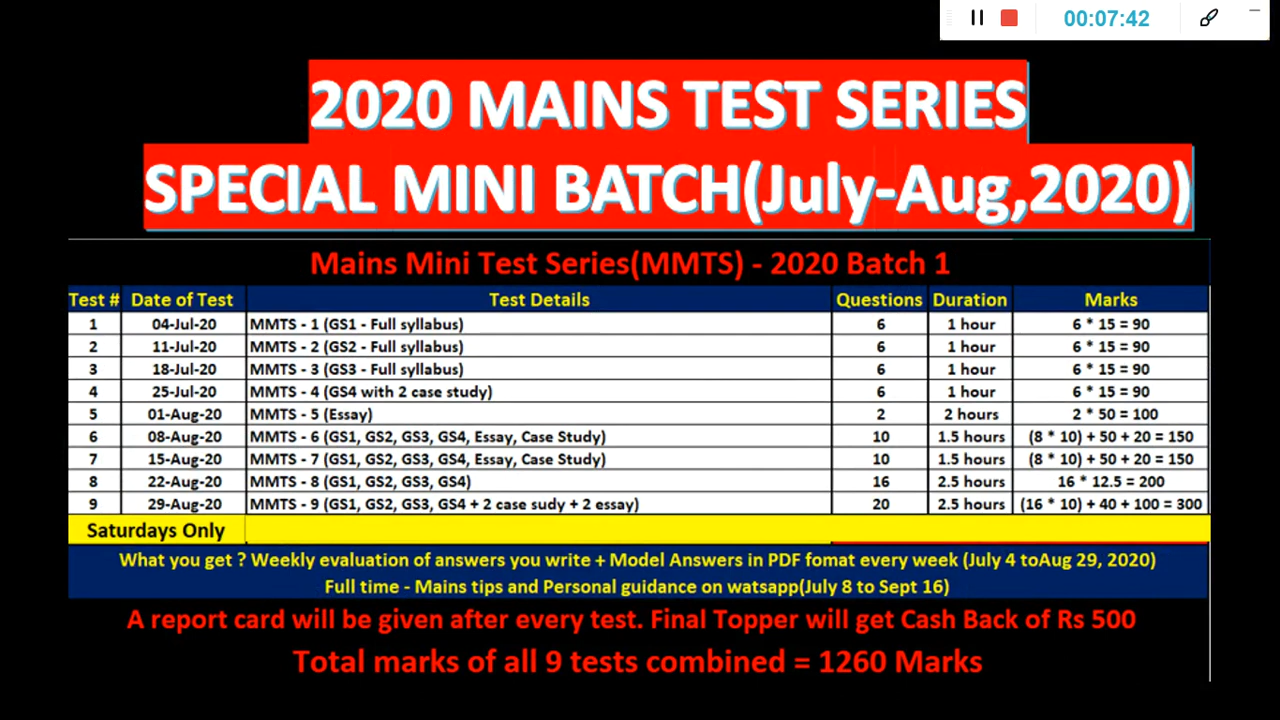 00:07:42
2020 MAINS TEST SERIES
SPECIAL MINI BATCH(July-Aug,2020)
Mains Mini Test Series(MMTS) - 2020 Batch 1
Test # Date of Test Test Details Questions Duration Marks
1 04-Jul-20 MMTS - 1 (GS1 - Full syllabus) 6 1 hour 6 * 15 = 90
2 11-Jul-20 MMTS - 2 (GS2 - Full syllabus) 6 1 hour 6 * 15 = 90
3 18-Jul-20 MMTS - 3 (GS3 - Full syllabus) 6 1 hour 6 * 15 = 90
4 25-Jul-20 MMTS - 4 (GS4 with 2 case study) 6 1 hour 6 * 15 = 90
5 01-Aug-20 MMTS - 5 (Essay) 2 2 hours 2 * 50 = 100
6 08-Aug-20 MMTS - 6 (GS1, GS2, GS3, GS4, Essay, Case Study) 10 1.5 hours (8 * 10) + 50 + 20 = 150
7 15-Aug-20 MMTS - 7 (GS1, GS2, GS3, GS4, Essay, Case Study) 10 1.5 hours (8 * 10) + 50 + 20 = 150
8 22-Aug-20 MMTS - 8 (GS1, GS2, GS3, GS4) 16 2.5 hours 16 * 12.5 = 200
9 29-Aug-20 MMTS - 9 (GS1, GS2, GS3, GS4 + 2 case sudy + 2 essay) 20 2.5 hours (16 * 10) + 40 + 100 = 300
Saturdays Only
What you get ? Weekly evaluation of answers you write + Model Answers in PDF fomat every week (July 4 toAug 29, 2020)
Full time - Mains tips and Personal guidance on watsapp(July 8 to Sept 16)
A report card will be given after every test. Final Topper will get Cash Back of Rs 500
Total marks of all 9 tests combined = 1260 Marks